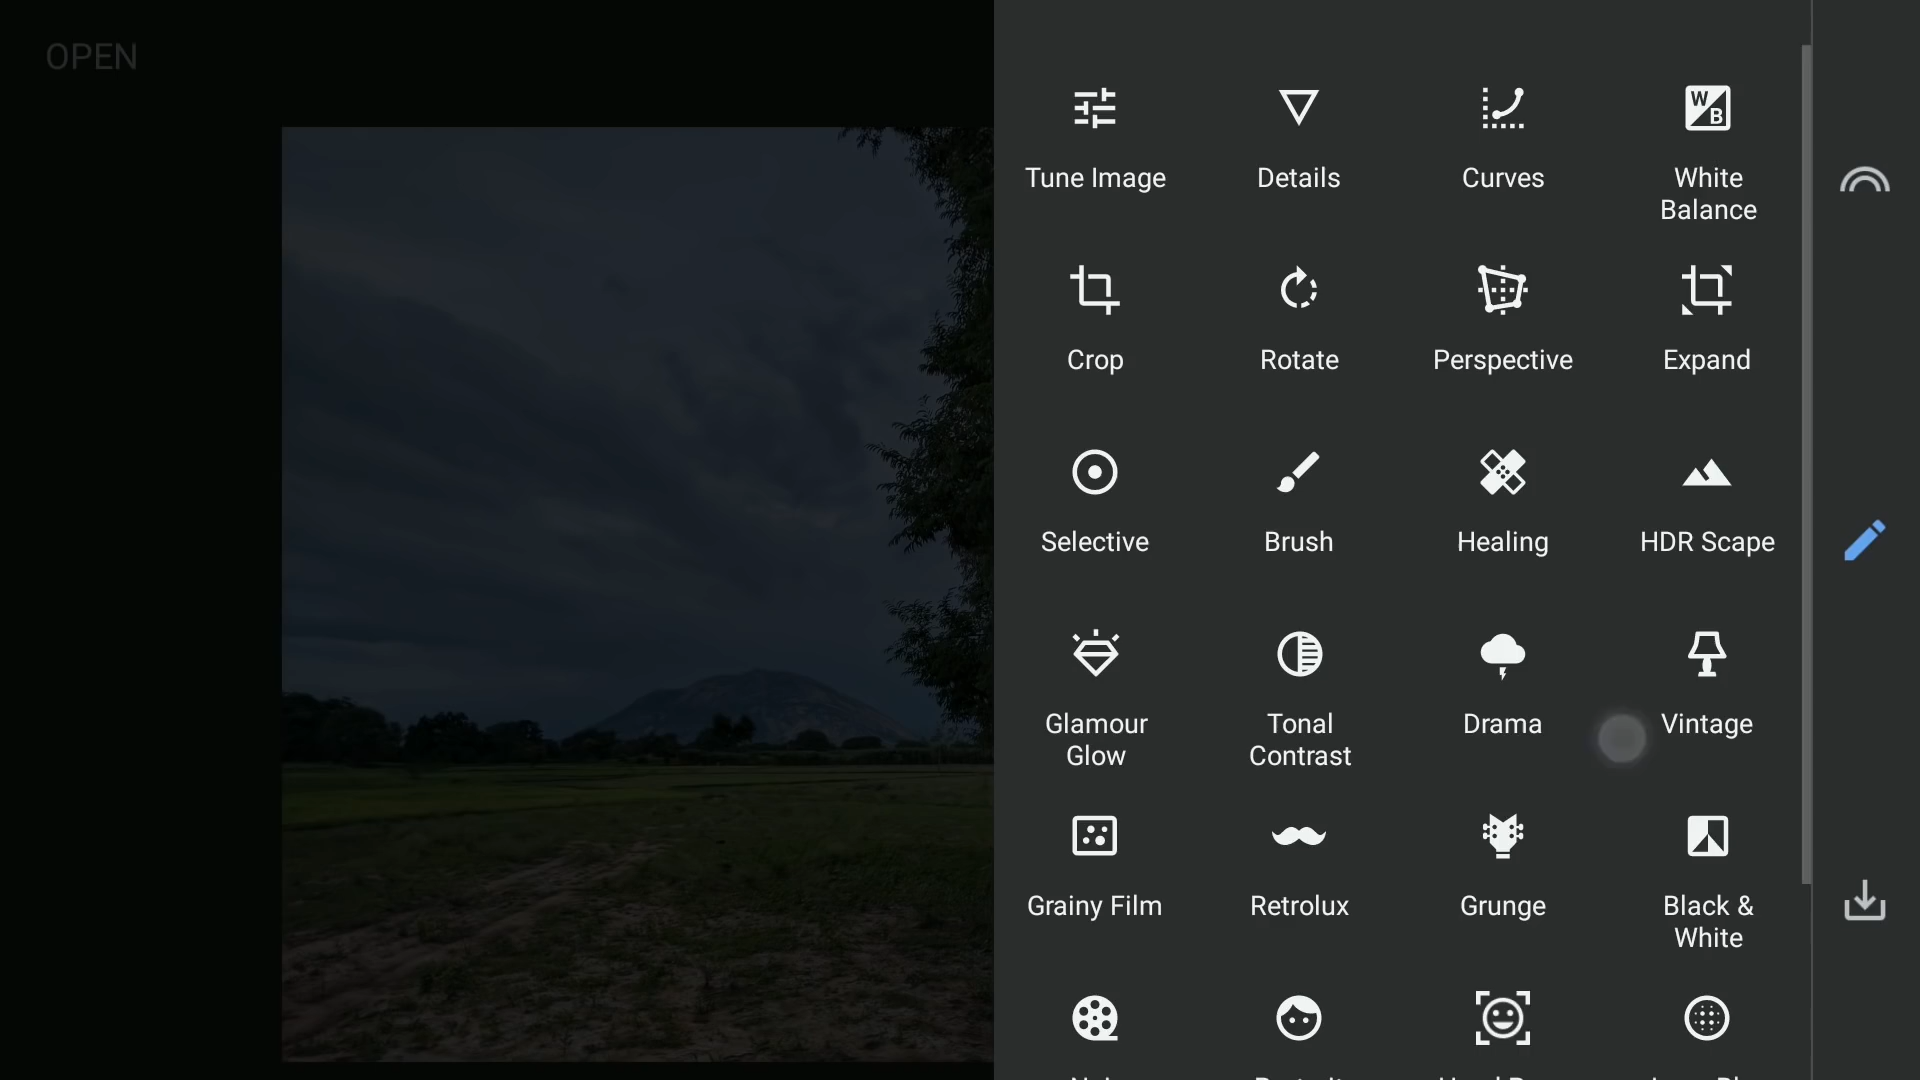 OPEN
Tune Image
Details
Curves
White
Balance
Crop
Rotate
Perspective
Expand
Selective
Brush
Healing
HDR Scape
Glamour
Glow
Tonal
Contrast
Drama
Vintage
Grainy Film
Retrolux
Grunge
Black &
White